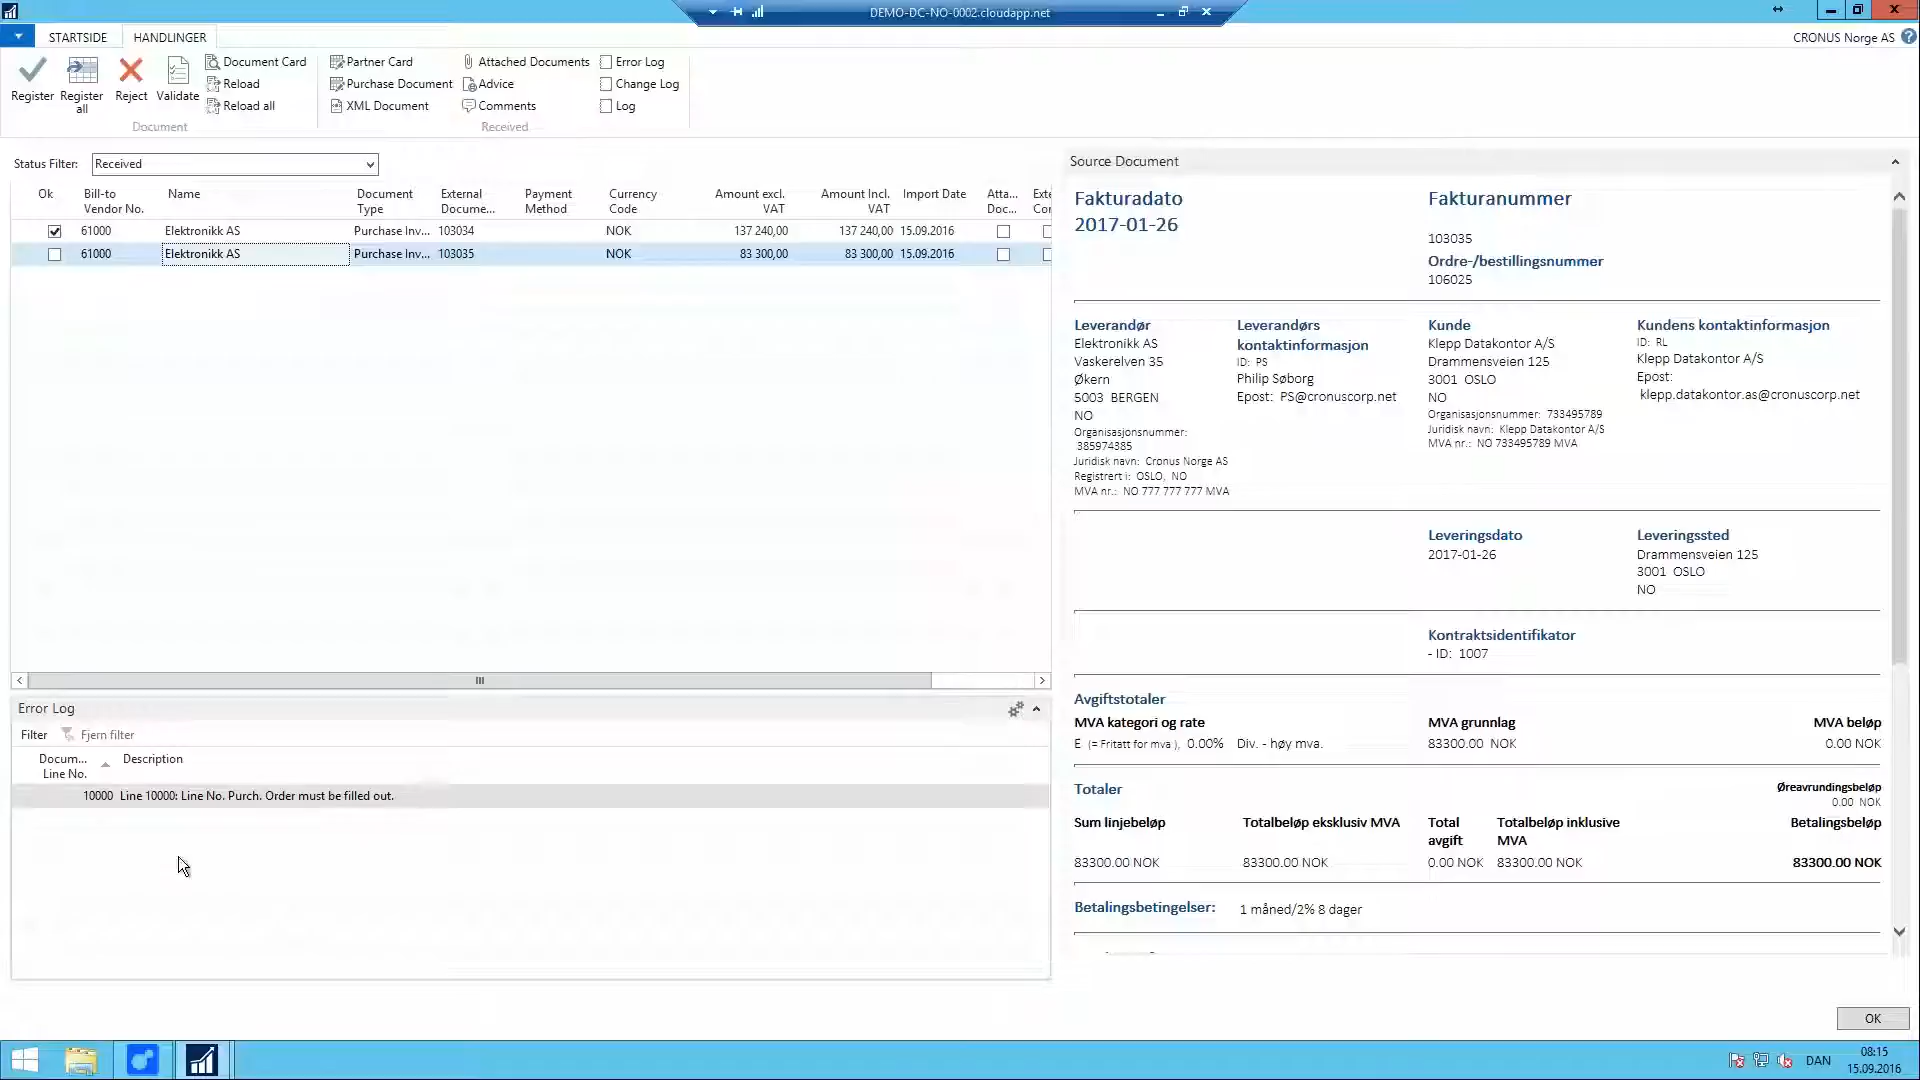 DEMO-DC-NO-0002.cloudapp.net
STARTSIDE HANDLINGER
CRONUS Norge AS
Register
Register all
Reject
Validate
Document Card
Reload
Reload all
Document
Partner Card
Purchase Document
XML Document
Attached Documents
Advice
Comments
Error Log
Change Log
Log
Received
Status Filter: Received
Ok
Bill-to Vendor No.
Name
Document Type
External Docume...
Payment Method
Currency Code
Amount excl. VAT
Amount Incl. VAT
Import Date
Atta... Doc...
61000 Elektronikk AS Purchase Inv... 103034 NOK 137 240,00 137 240,00 15.09.2016
61000 Elektronikk AS Purchase Inv... 103035 NOK 83 300,00 83 300,00 15.09.2016
Error Log
Filter Fjern filter
Docum... Line No.
Description
10000 Line 10000: Line No. Purch. Order must be filled out.
Source Document
Fakturadato
2017-01-26
Fakturanummer
103035
Ordre-/bestillingsnummer
106025
Leverandør
Elektronikk AS
Vaskerelven 35
Økern
5003 BERGEN
NO
Organisasjonsnummer:
385974385
Juridisk navn: Cronus Norge AS
Registrert i: OSLO, NO
MVA nr.: NO 777 777 777 MVA
Leverandørs
kontaktinformasjon
ID: PS
Philip Søborg
Epost: PS@cronuscorp.net
Kunde
Klepp Datakontor A/S
Drammensveien 125
3001 OSLO
NO
Organisasjonsnummer: 733495789
Juridisk navn: Klepp Datakontor A/S
MVA nr.: NO 733495789 MVA
Kundens kontaktinformasjon
ID: RL
Klepp Datakontor A/S
Epost:
klepp.datakontor.as@cronuscorp.net
Leveringsdato
2017-01-26
Leveringssted
Drammensveien 125
3001 OSLO
NO
Kontraktsidentifikator
- ID: 1007
Avgiftstotaler
MVA kategori og rate MVA grunnlag MVA beløp
E (= Fritatt for mva ), 0.00% Div. - høy mva. 83300.00 NOK 0.00 NOK
Totaler
Øreavrundingsbeløp
0.00 NOK
Sum linjebeløp
Totalbeløp eksklusiv MVA
Total avgift
Totalbeløp inklusive MVA
Betalingsbeløp
83300.00 NOK 83300.00 NOK 0.00 NOK 83300.00 NOK 83300.00 NOK
Betalingsbetingelser: 1 måned/2% 8 dager
OK
DAN
08:15
15.09.2016